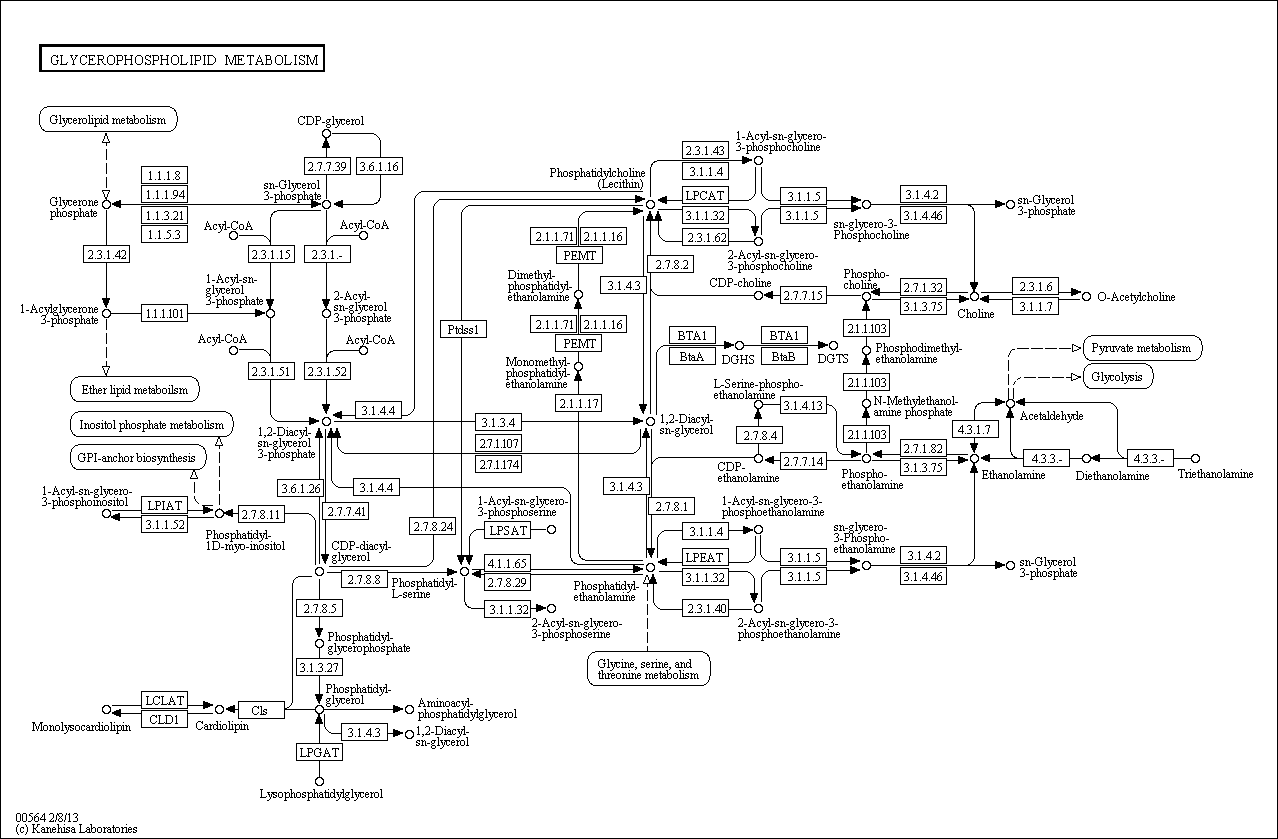 GLYCEROPHOSPHOLIPID METABOLISM
Glycerolipid metabolism
CDP-glycerol
2.7.7.39
3.6.1.16
sn-Glycerol
3-phosphate
1.1.1.8
1.1.1.94
1.1.3.21
1.1.5.3
Glycerone
phosphate
2.3.1.42
Acyl-CoA
Acyl-CoA
2.3.1.15
2.3.1.-
1-Acyl-sn-
glycerol
3-phosphate
2-Acyl-
sn-glycerol
3-phosphate
1-Acylglycerone
3-phosphate
1.1.1.101
Acyl-CoA
Acyl-CoA
2.3.1.51
2.3.1.52
Ether lipid metaboilsm
Inositol phosphate metabolism
GPI-anchor biosynthesis
1,2-Diacyl-
sn-glycerol
3-phosphate
3.1.4.4
3.1.3.4
2.7.1.107
2.7.1.174
3.1.4.4
3.6.1.26
2.7.7.41
1-Acyl-sn-glycero-
3-phosphoinositol
LPIAT
3.1.1.52
2.7.8.11
Phosphatidyl-
1D-myo-inositol
CDP-diacyl-
glycerol
2.7.8.8
2.7.8.24
Phosphatidyl-
L-serine
1-Acyl-sn-glycero-
3-phosphoserine
LPSAT
4.1.1.65
2.7.8.29
3.1.1.32
2-Acyl-sn-glycero-
3-phosphoserine
Ptdss1
2.7.8.5
Phosphatidyl-
glycerophosphate
3.1.3.27
Phosphatidyl-
glycerol
LCLAT
CLD1
Cls
Monolysocardiolipin
Cardiolipin
Aminoacyl-
phosphatidylglycerol
3.1.4.3
1,2-Diacyl-
sn-glycerol
LPGAT
Lysophosphatidylglycerol
Phosphatidylcholine
(Lecithin)
2.1.1.71
2.1.1.16
PEMT
Dimethyl-
phosphatidyl-
ethanolamine
2.1.1.71
2.1.1.16
PEMT
Monomethyl-
phosphatidyl-
ethanolamine
2.1.1.17
3.1.4.3
2.7.8.2
1,2-Diacyl-
sn-glycerol
3.1.4.3
2.7.8.1
Phosphatidyl-
ethanolamine
Glycine, serine, and
threonine metabolism
2.3.1.43
3.1.1.4
LPCAT
3.1.1.32
2.3.1.62
1-Acyl-sn-glycero-
3-phosphocholine
2-Acyl-sn-glycero-
3-phosphocholine
3.1.1.5
3.1.1.5
sn-glycero-3-
Phosphocholine
3.1.4.2
3.1.4.46
sn-Glycerol
3-phosphate
CDP-choline
2.7.7.15
Phospho-
choline
2.7.1.32
3.1.3.75
Choline
2.3.1.6
3.1.1.7
O-Acetylcholine
BTA1
BtaA
DGHS
BTA1
BtaB
DGTS
2.1.1.103
Phosphodimethyl-
ethanolamine
2.1.1.103
N-Methylethanol-
amine phosphate
2.1.1.103
L-Serine-phospho-
ethanolamine
3.1.4.13
2.7.8.4
CDP-
ethanolamine
2.7.7.14
Phospho-
ethanolamine
2.7.1.82
3.1.3.75
Ethanolamine
4.3.1.7
Acetaldehyde
Pyruvate metabolism
Glycolysis
4.3.3.-
Diethanolamine
4.3.3.-
Triethanolamine
1-Acyl-sn-glycero-3-
phosphoethanolamine
3.1.1.4
LPEAT
3.1.1.32
2.3.1.40
2-Acyl-sn-glycero-3-
phosphoethanolamine
3.1.1.5
3.1.1.5
sn-glycero-
3-Phospho-
ethanolamine
3.1.4.2
3.1.4.46
sn-Glycerol
3-phosphate
00564 2/8/13
(c) Kanehisa Laboratories